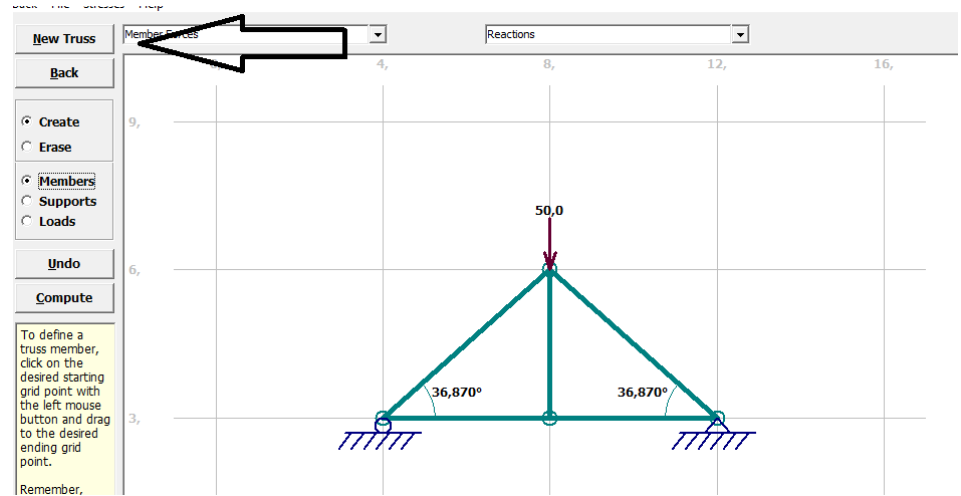 New Truss
Member Forces
Reactions
Back
4,
8,
12,
16,
Create
9,
Erase
Members
Supports
Loads
50,0
Undo
6,
Compute
To define a
truss member,
click on the
desired starting
grid point with
the left mouse
button and drag
to the desired
ending grid
point.
36,870°
36,870°
3,
Remember,